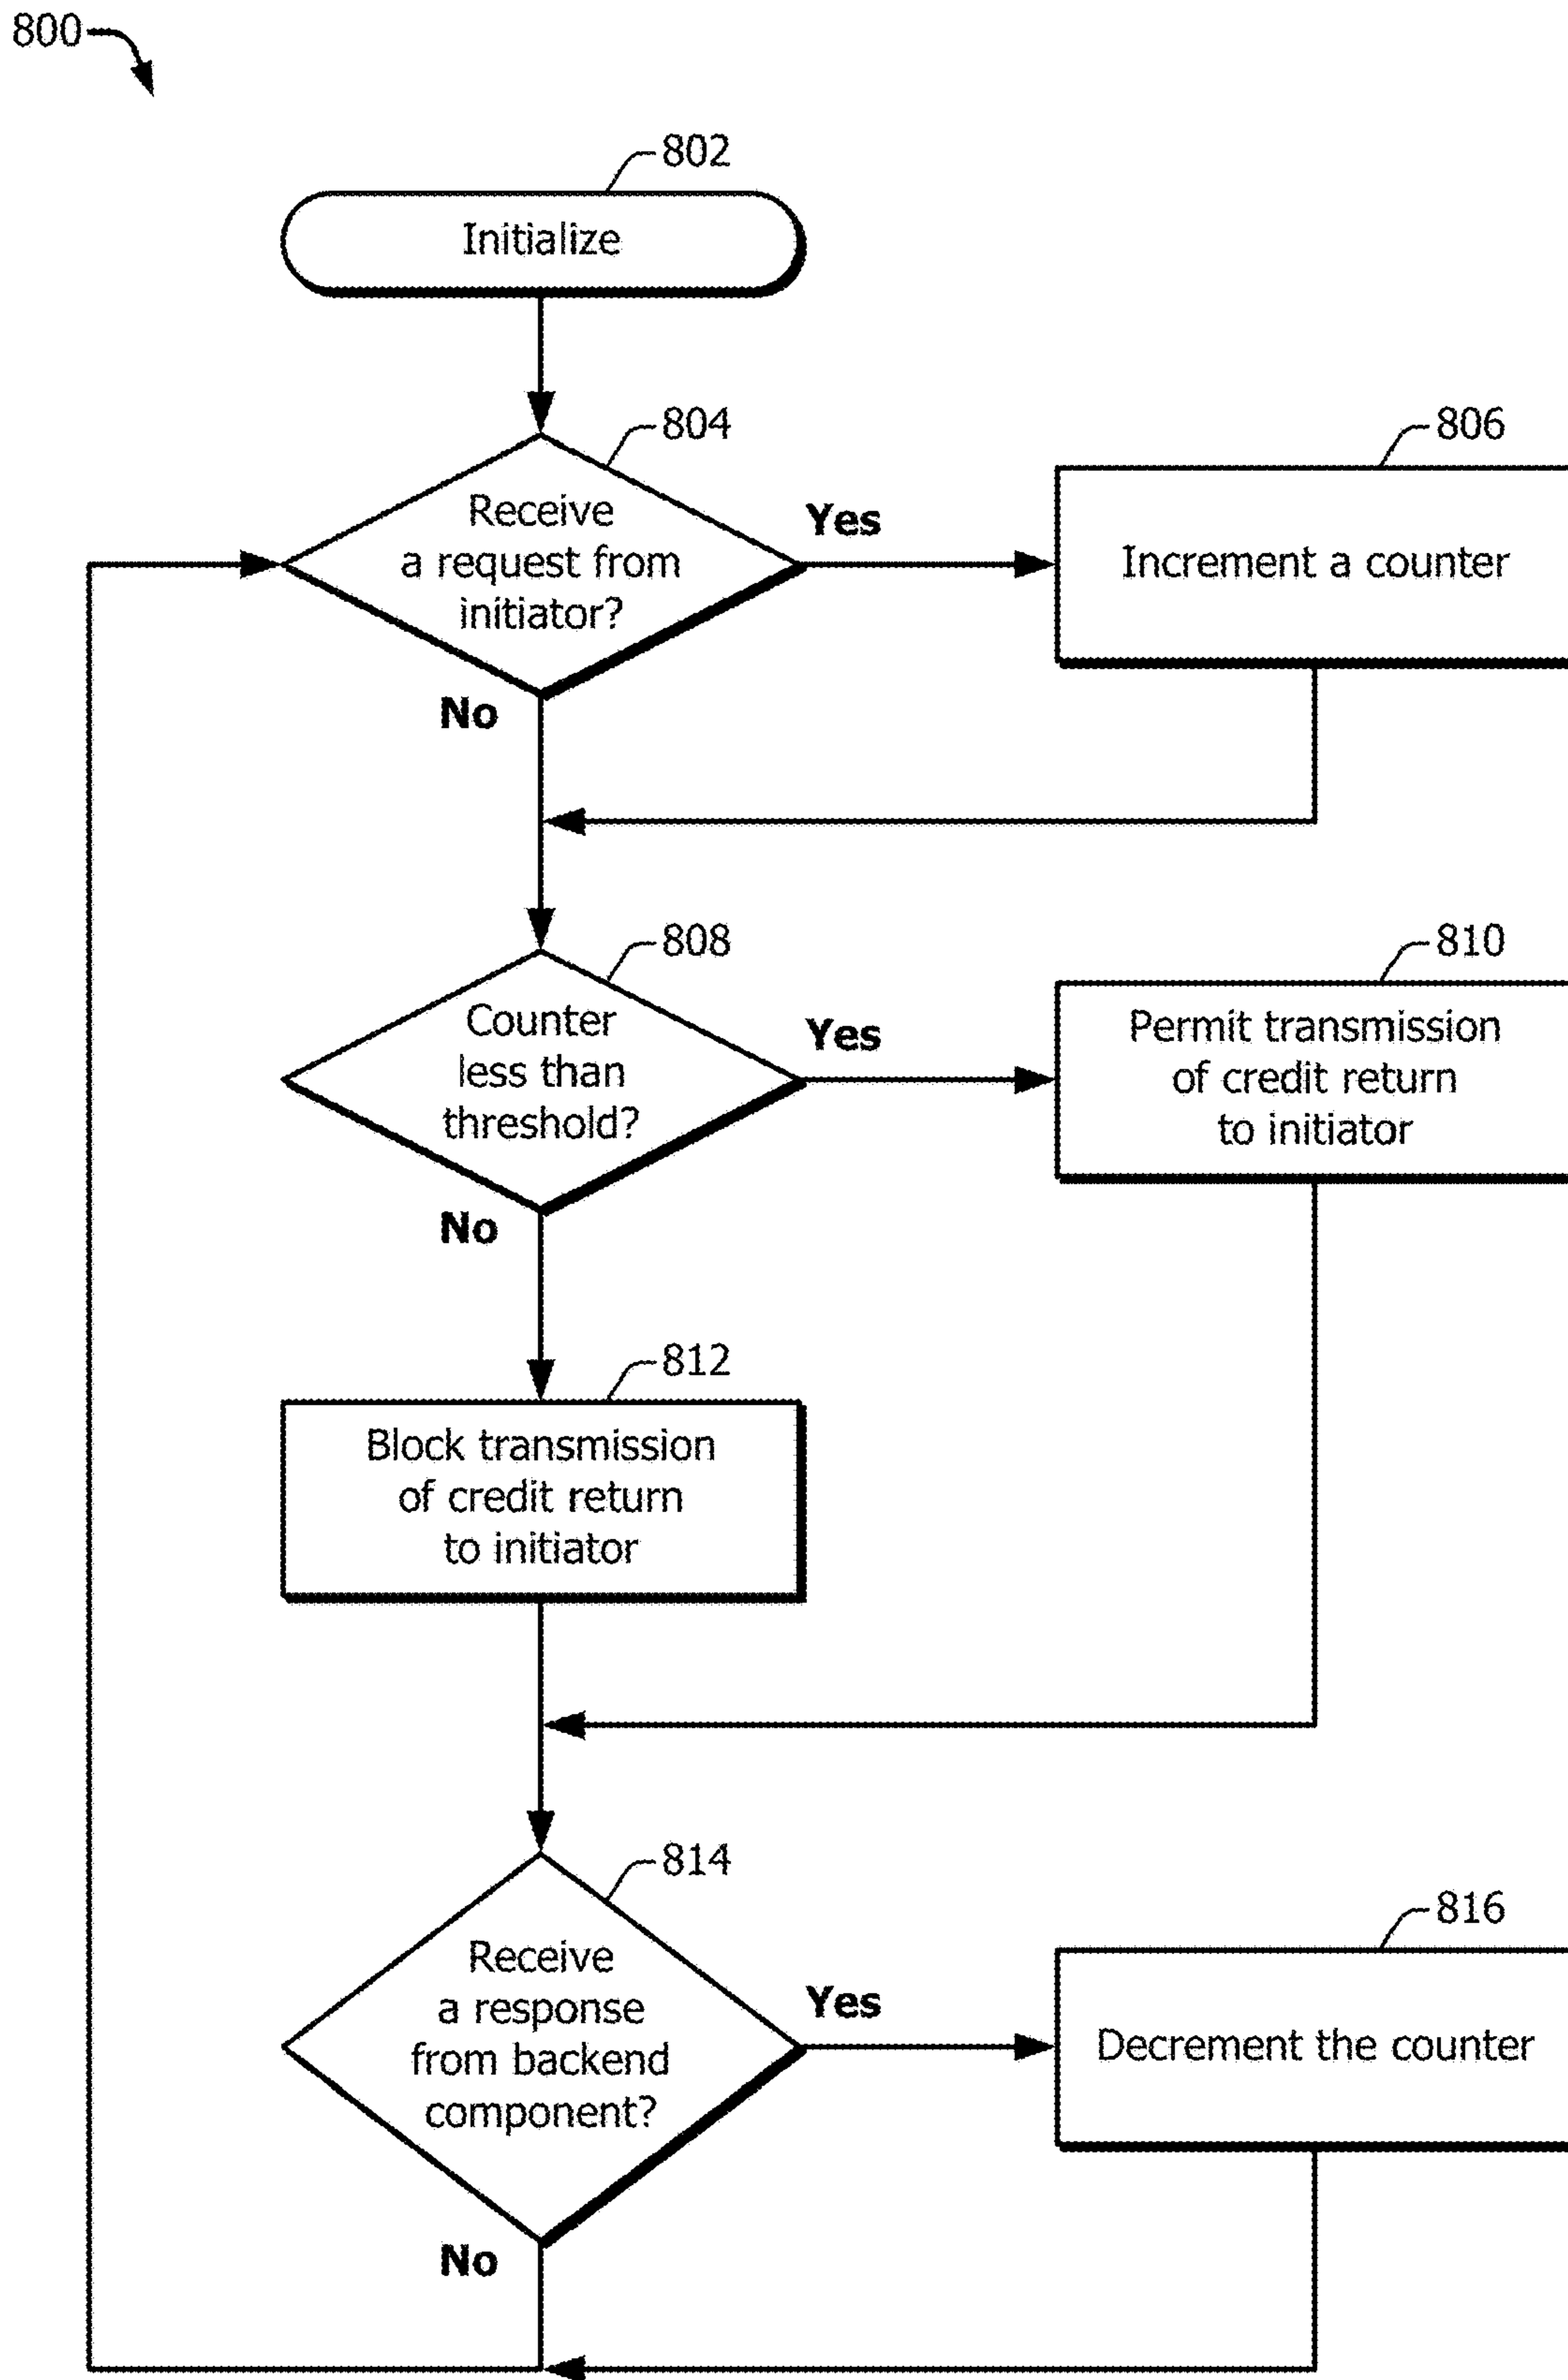 800
802
Initialize
804
806
Receive
a request from
initiator?
Yes
Increment a counter
No
808
810
Counter
less than
threshold?
Yes
Permit transmission
of credit return
to initiator
No
812
Block transmission
of credit return
to initiator
814
816
Receive
a response
from backend
component?
Yes
Decrement the counter
No